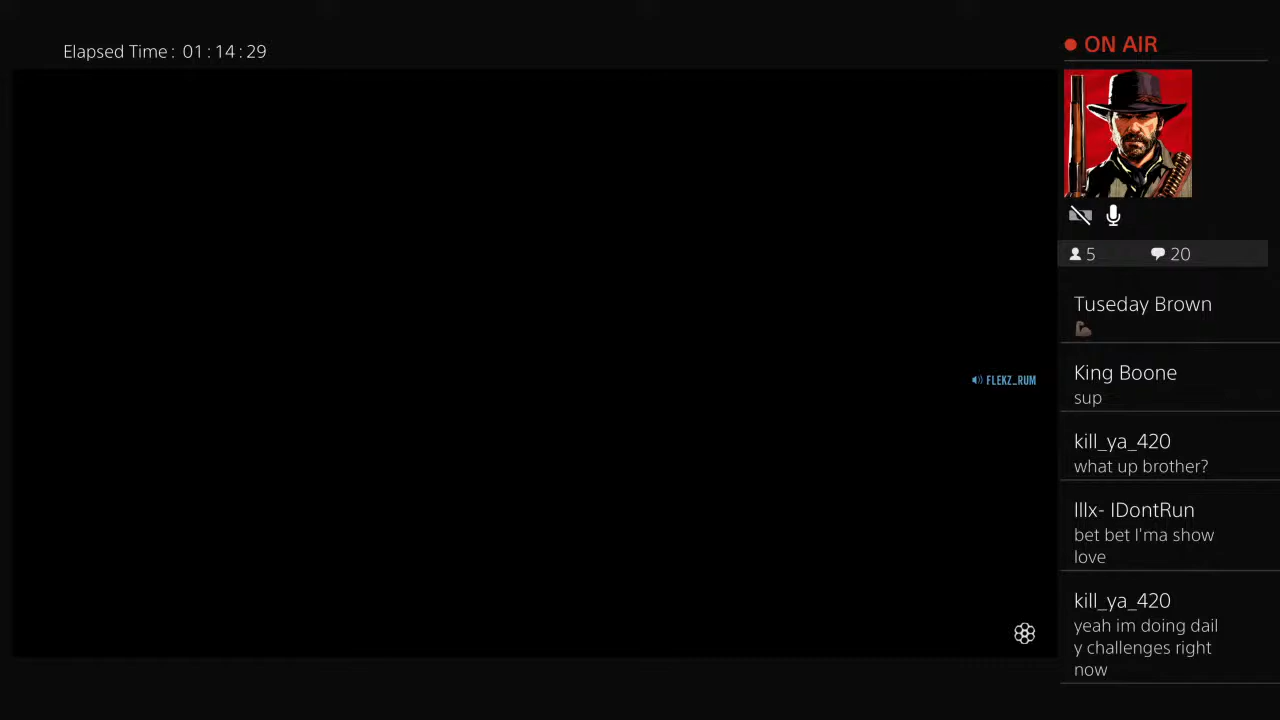 Elapsed Time: 01:14:29
ON AIR
5 20
Tuseday Brown
King Boone
sup
FLEKZ_RUM
kill_ya_420
what up brother?
lllx- IDontRun
bet bet I'ma show
love
kill_ya_420
yeah im doing dail
y challenges right
now